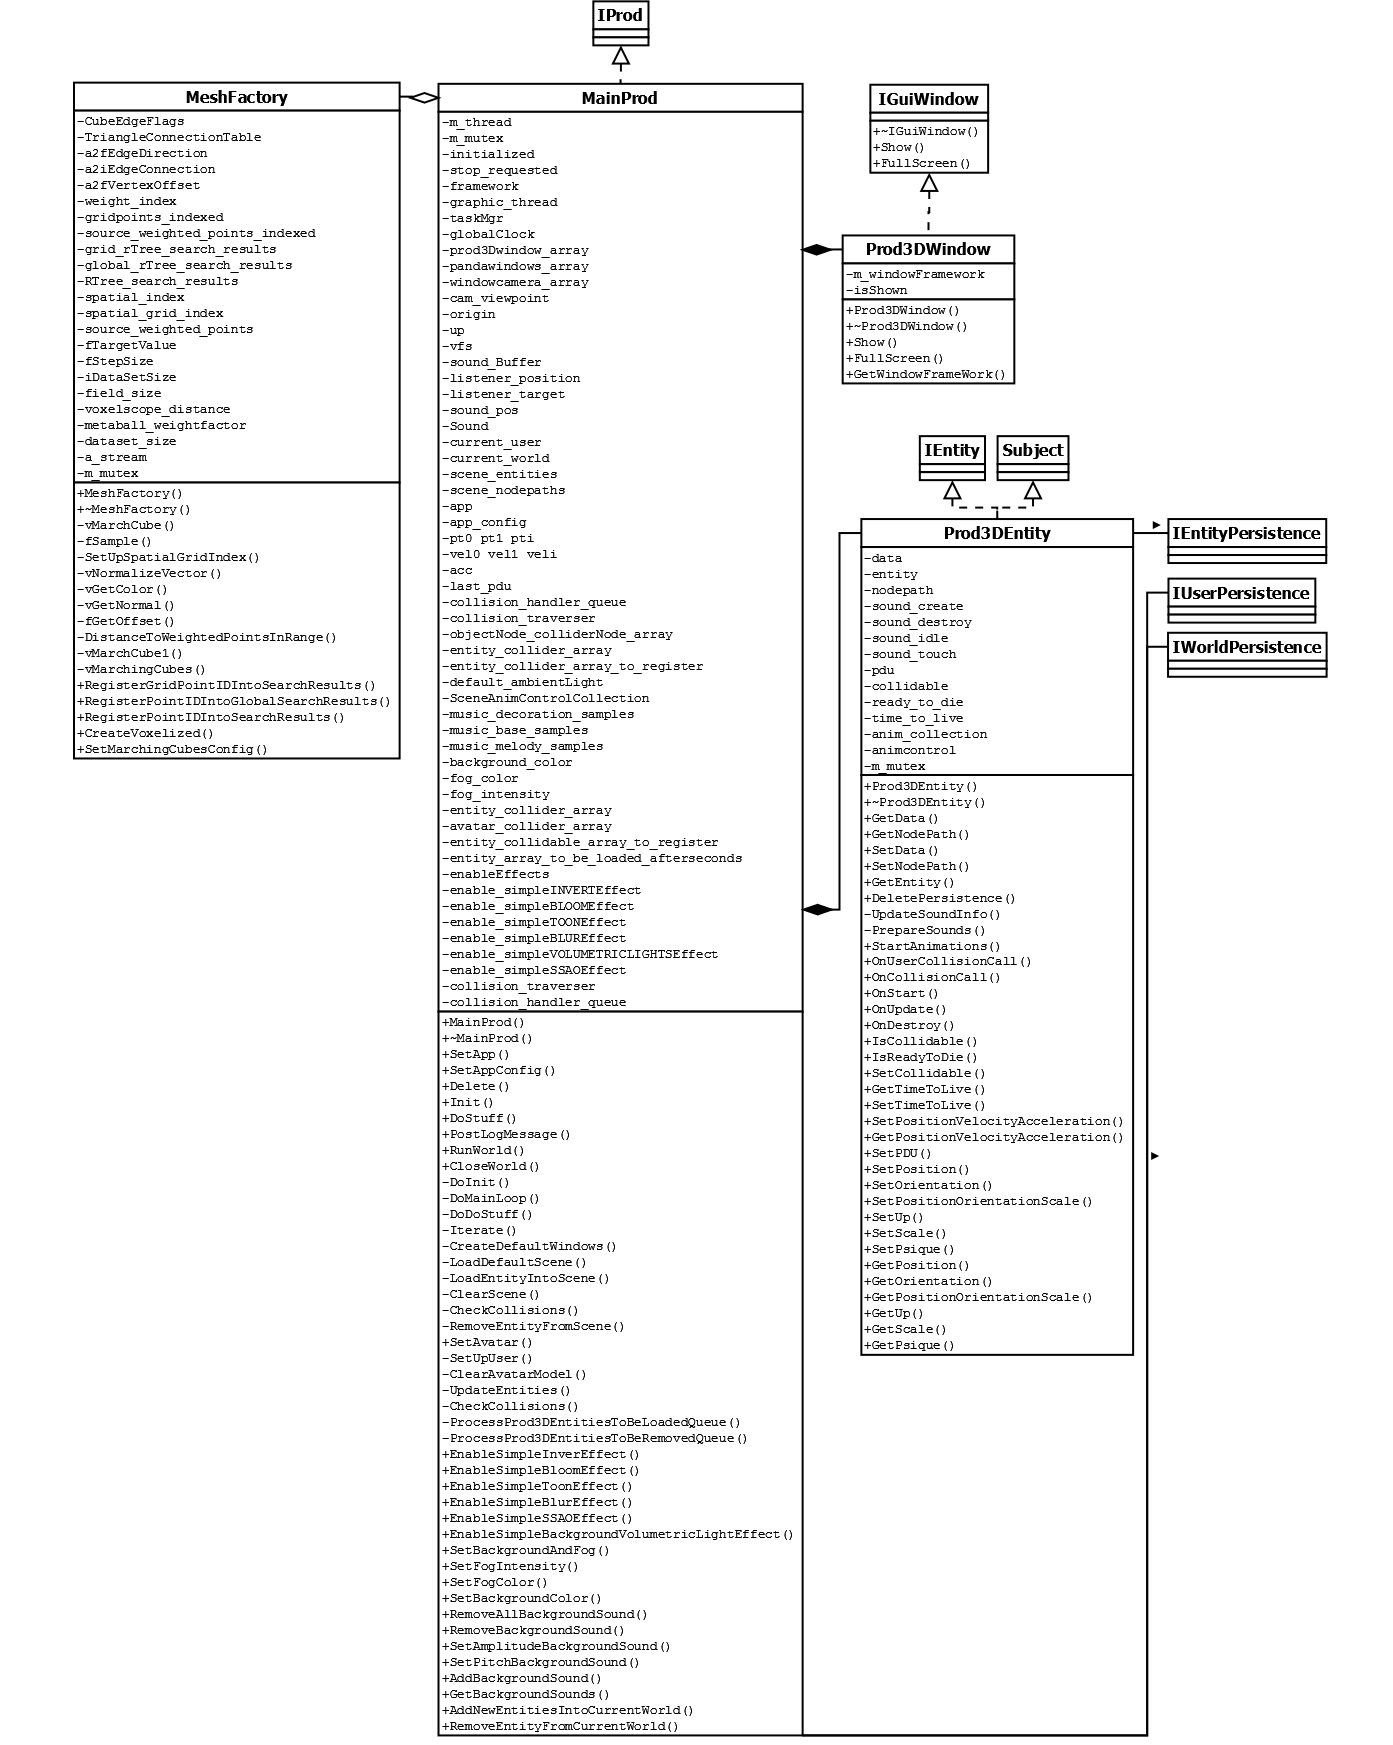 IProd
MeshFactory
-CubeEdgeFlags
-TriangleConnectionTable
-a2fEdgeDirection
-a2iEdgeConnection
-a2fVertexOffset
-weight_index
-gridpoints_indexed
-source_weighted_points_indexed
-grid_rTree_search_results
-global_rTree_search_results
-RTree_search_results
-spatial_index
-spatial_grid_index
-source_weighted_points
-fTargetValue
-fStepSize
-iDataSetSize
-field_size
-voxelscope_distance
-metaball_weightfactor
-dataset_size
-a_stream
-m_mutex
+MeshFactory()
+~MeshFactory()
-vMarchCube()
-fSample()
-SetUpSpatialGridIndex()
-vNormalizeVector()
-vGetColor()
-vGetNormal()
-fGetOffset()
-DistanceToWeightedPointsInRange()
-vMarchCube1()
-vMarchingCubes()
+RegisterGridPointIDIntoSearchResults()
+RegisterPointIDIntoGlobalSearchResults()
+RegisterPointIDIntoSearchResults()
+CreateVoxelized()
+SetMarchingCubesConfig()
MainProd
-m_thread
-m_mutex
-initialized
-stop_requested
-framework
-graphic_thread
-taskMgr
-globalClock
-prod3Dwindow_array
-pandawindows_array
-windowcamera_array
-cam_viewpoint
-origin
-up
-vfs
-sound_Buffer
-listener_position
-listener_target
-sound_pos
-Sound
-current_user
-current_world
-scene_entities
-scene_nodepaths
-app
-app_config
-pt0 pt1 pti
-vel0 vel1 veli
-acc
-last_pdu
-collision_handler_queue
-collision_traverser
-objectNode_colliderNode_array
-entity_collider_array
-entity_collider_array_to_register
-default_ambientLight
-SceneAnimControlCollection
-music_decoration_samples
-music_base_samples
-music_melody_samples
-background_color
-fog_color
-fog_intensity
-entity_collider_array
-avatar_collider_array
-entity_collidable_array_to_register
-entity_array_to_be_loaded_afterseconds
-enableEffects
-enable_simpleINVERTEffect
-enable_simpleBLOOMEffect
-enable_simpleTOONEffect
-enable_simpleBLUREffect
-enable_simpleVOLUMETRICLIGHTSEffect
-enable_simpleSSAOEffect
-collision_traverser
-collision_handler_queue
+MainProd()
+~MainProd()
+SetApp()
+SetAppConfig()
+Delete()
+Init()
+DoStuff()
+PostLogMessage()
+RunWorld()
+CloseWorld()
-DoInit()
-DoMainLoop()
-DoDoStuff()
-Iterate()
-CreateDefaultWindows()
-LoadDefaultScene()
-LoadEntityIntoScene()
-ClearScene()
-CheckCollisions()
-RemoveEntityFromScene()
+SetAvatar()
-SetUpUser()
-ClearAvatarModel()
-UpdateEntities()
-CheckCollisions()
-ProcessProd3DEntitiesToBeLoadedQueue()
-ProcessProd3DEntitiesToBeRemovedQueue()
+EnableSimpleInverEffect()
+EnableSimpleBloomEffect()
+EnableSimpleToonEffect()
+EnableSimpleBlurEffect()
+EnableSimpleSSAOEffect()
+EnableSimpleBackgroundVolumetricLightEffect()
+SetBackgroundAndFog()
+SetFogIntensity()
+SetFogColor()
+SetBackgroundColor()
+RemoveAllBackgroundSound()
+RemoveBackgroundSound()
+SetAmplitudeBackgroundSound()
+SetPitchBackgroundSound()
+AddBackgroundSound()
+GetBackgroundSounds()
+AddNewEntitiesIntoCurrentWorld()
+RemoveEntityFromCurrentWorld()
IGuiWindow
+~IGuiWindow()
+Show()
+FullScreen()
Prod3DWindow
-m_windowFramework
-isShown
+Prod3DWindow()
+~Prod3DWindow()
+Show()
+FullScreen()
+GetWindowFrameWork()
IEntity
Subject
Prod3DEntity
-data
-entity
-nodepath
-sound_create
-sound_destroy
-sound_idle
-sound_touch
-pdu
-collidable
-ready_to_die
-time_to_live
-anim_collection
-animcontrol
-m_mutex
+Prod3DEntity()
+~Prod3DEntity()
+GetData()
+GetNodePath()
+SetData()
+SetNodePath()
+GetEntity()
+DeletePersistence()
-UpdateSoundInfo()
-PrepareSounds()
+StartAnimations()
+OnUserCollisionCall()
+OnCollisionCall()
+OnStart()
+OnUpdate()
+OnDestroy()
+IsCollidable()
+IsReadyToDie()
+SetCollidable()
+GetTimeToLive()
+SetTimeToLive()
+SetPositionVelocityAcceleration()
+GetPositionVelocityAcceleration()
+SetPDU()
+SetPosition()
+SetOrientation()
+SetPositionOrientationScale()
+SetUp()
+SetScale()
+SetPsique()
+GetPosition()
+GetOrientation()
+GetPositionOrientationScale()
+GetUp()
+GetScale()
+GetPsique()
IEntityPersistence
IUserPersistence
IWorldPersistence